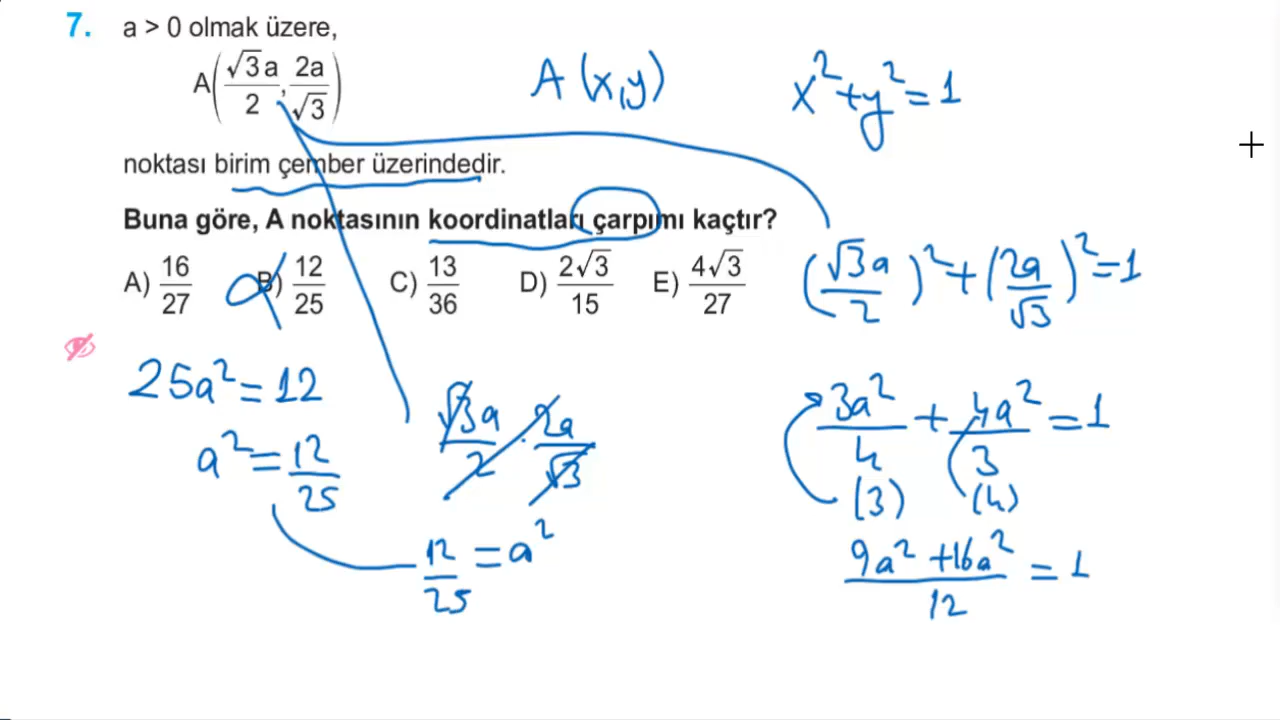 7. a > 0 olmak üzere,
A(√3a/2, 2a/√3)
noktası birim çember üzerindedir.
Buna göre, A noktasının koordinatları çarpımı kaçtır?
A) 16/27 B) 12/25 C) 13/36 D) 2√3/15 E) 4√3/27
A(x,y)
x²+y²=1
(√3a/2)²+(2a/√3)²=1
3a²/4 + 4a²/3 =1
(3) (4)
9a²+16a²/12 = 1
25a²=12
a²=12/25
√3a/2 . 2a/√3
12/25 = a²